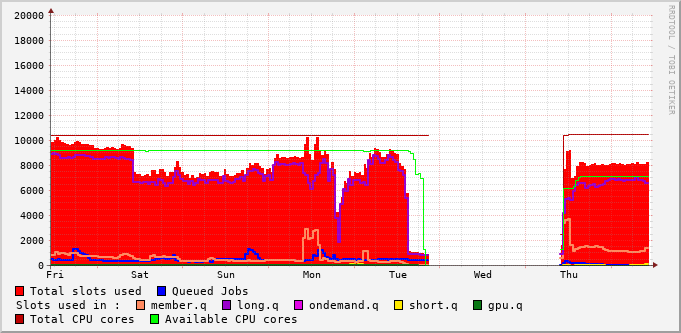 20000
18000
16000
14000
12000
10000
8000
6000
4000
2000
0
Fri Sat Sun Mon Tue Wed Thu
RRDTOOL / TOBI OETIKER
Total slots used Queued Jobs
Slots used in : member.q long.q ondemand.q short.q gpu.q
Total CPU cores Available CPU cores